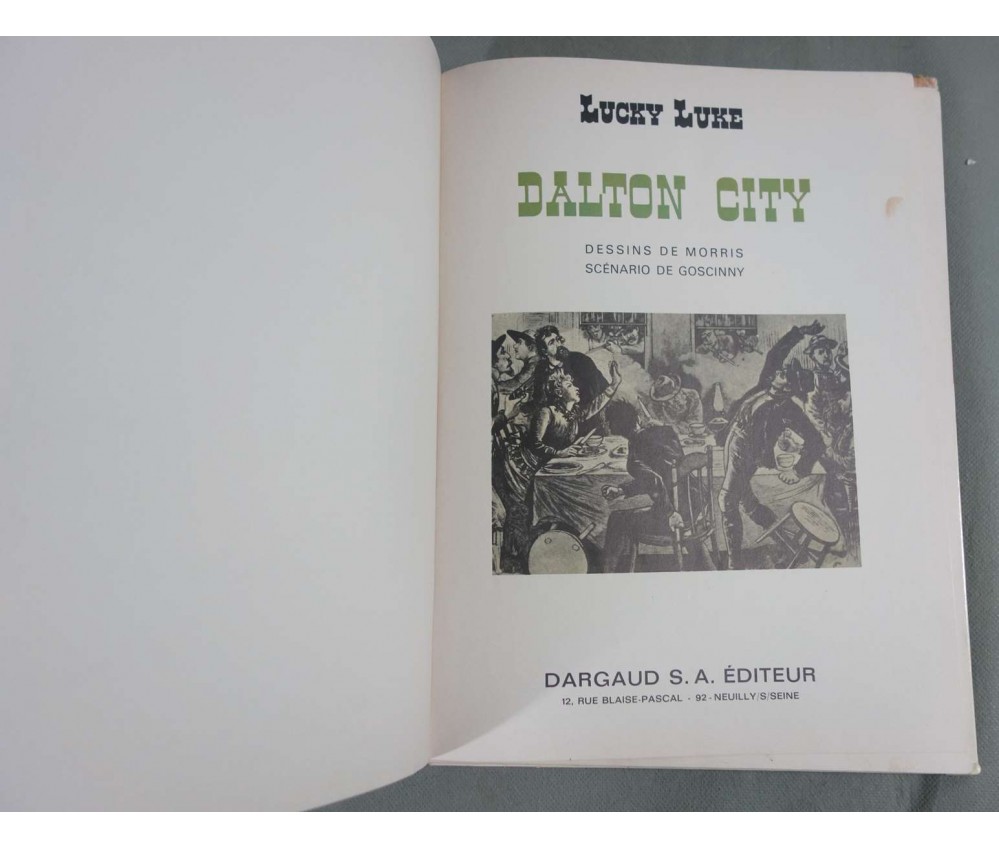 LUCKY LUKE
DALTON CITY
DESSINS DE MORRIS
SCÉNARIO DE GOSCINNY
DARGAUD S. A. ÉDITEUR
12, RUE BLAISE-PASCAL - 92 - NEUILLY/S/SEINE